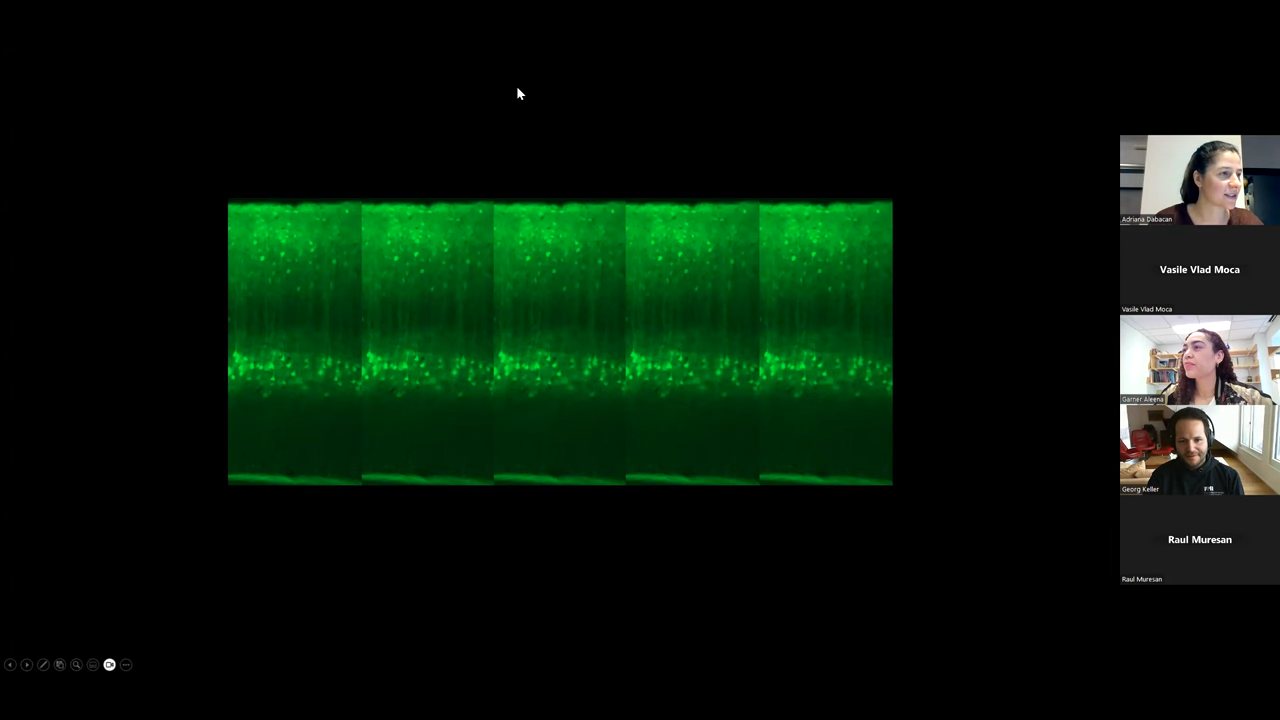 Adriana Dabacan
Vasile Vlad Moca
Vasile Vlad Moca
Garner Aleena
Georg Keller
Raul Muresan
Raul Muresan